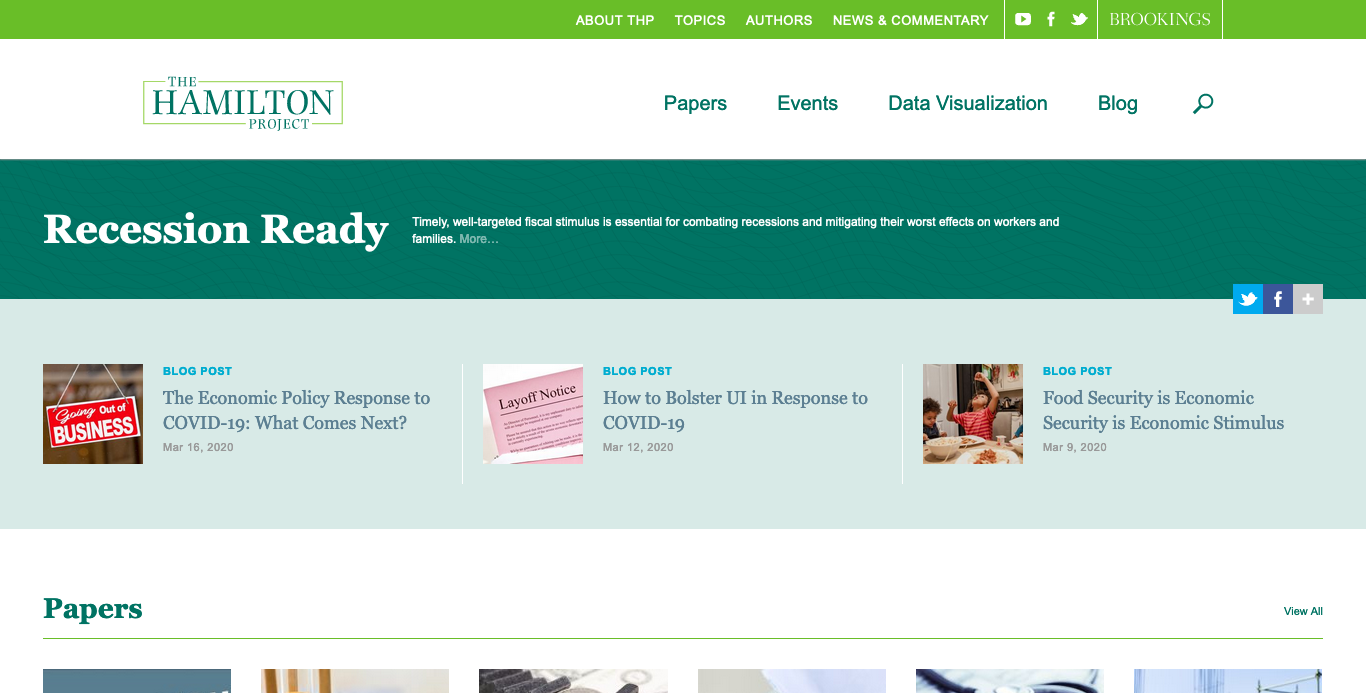 ABOUT THP TOPICS AUTHORS NEWS & COMMENTARY BROOKINGS
THE
HAMILTON
PROJECT
Papers Events Data Visualization Blog
Recession Ready
Timely, well-targeted fiscal stimulus is essential for combating recessions and mitigating their worst effects on workers and
families. More...
Going Out of
BUSINESS
BLOG POST
The Economic Policy Response to
COVID-19: What Comes Next?
Mar 16, 2020
Layoff Notice
BLOG POST
How to Bolster UI in Response to
COVID-19
Mar 12, 2020
BLOG POST
Food Security is Economic
Security is Economic Stimulus
Mar 9, 2020
Papers
View All